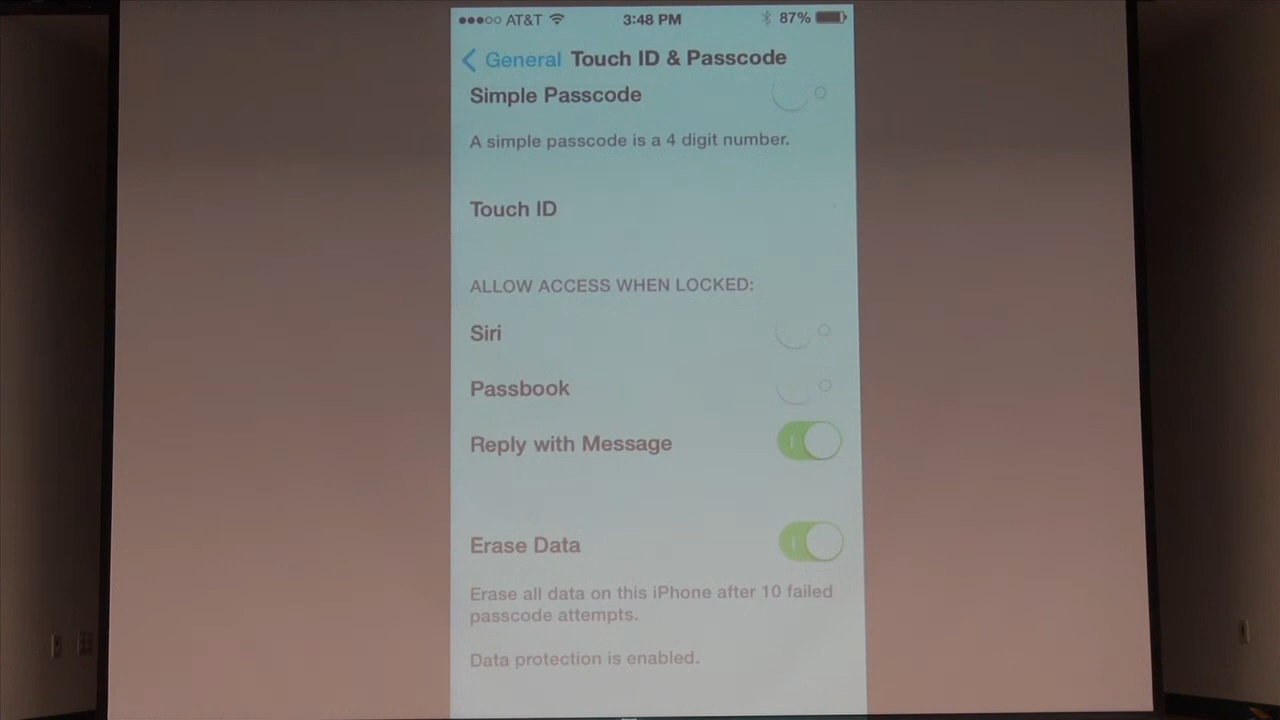 AT&T 3:48 PM 87%
General Touch ID & Passcode
Simple Passcode
A simple passcode is a 4 digit number.
Touch ID
ALLOW ACCESS WHEN LOCKED:
Siri
Passbook
Reply with Message
Erase Data
Erase all data on this iPhone after 10 failed
passcode attempts.
Data protection is enabled.